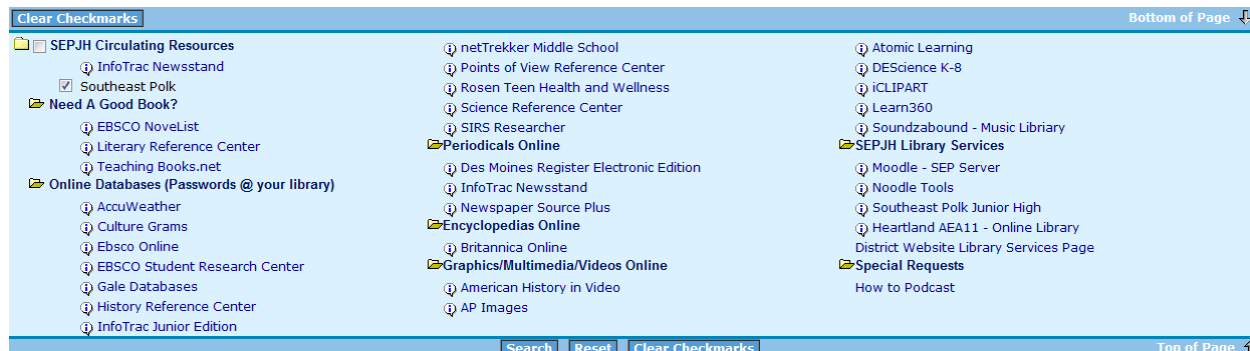 Clear Checkmarks
Bottom of Page
SEPJH Circulating Resources
InfoTrac Newsstand
Southeast Polk
Need A Good Book?
EBSCO NoveList
Literary Reference Center
Teaching Books.net
Online Databases (Passwords @ your library)
AccuWeather
Culture Grams
Ebsco Online
EBSCO Student Research Center
Gale Databases
History Reference Center
InfoTrac Junior Edition
netTrekker Middle School
Points of View Reference Center
Rosen Teen Health and Wellness
Science Reference Center
SIRS Researcher
Periodicals Online
Des Moines Register Electronic Edition
InfoTrac Newsstand
Newspaper Source Plus
Encyclopedias Online
Britannica Online
Graphics/Multimedia/Videos Online
American History in Video
AP Images
Atomic Learning
DEScience K-8
iCLIPART
Learn360
Soundzabound - Music Libriary
SEPJH Library Services
Moodle - SEP Server
Noodle Tools
Southeast Polk Junior High
Heartland AEA11 - Online Library
District Website Library Services Page
Special Requests
How to Podcast
Search
Reset
Clear Checkmarks
Top of Page